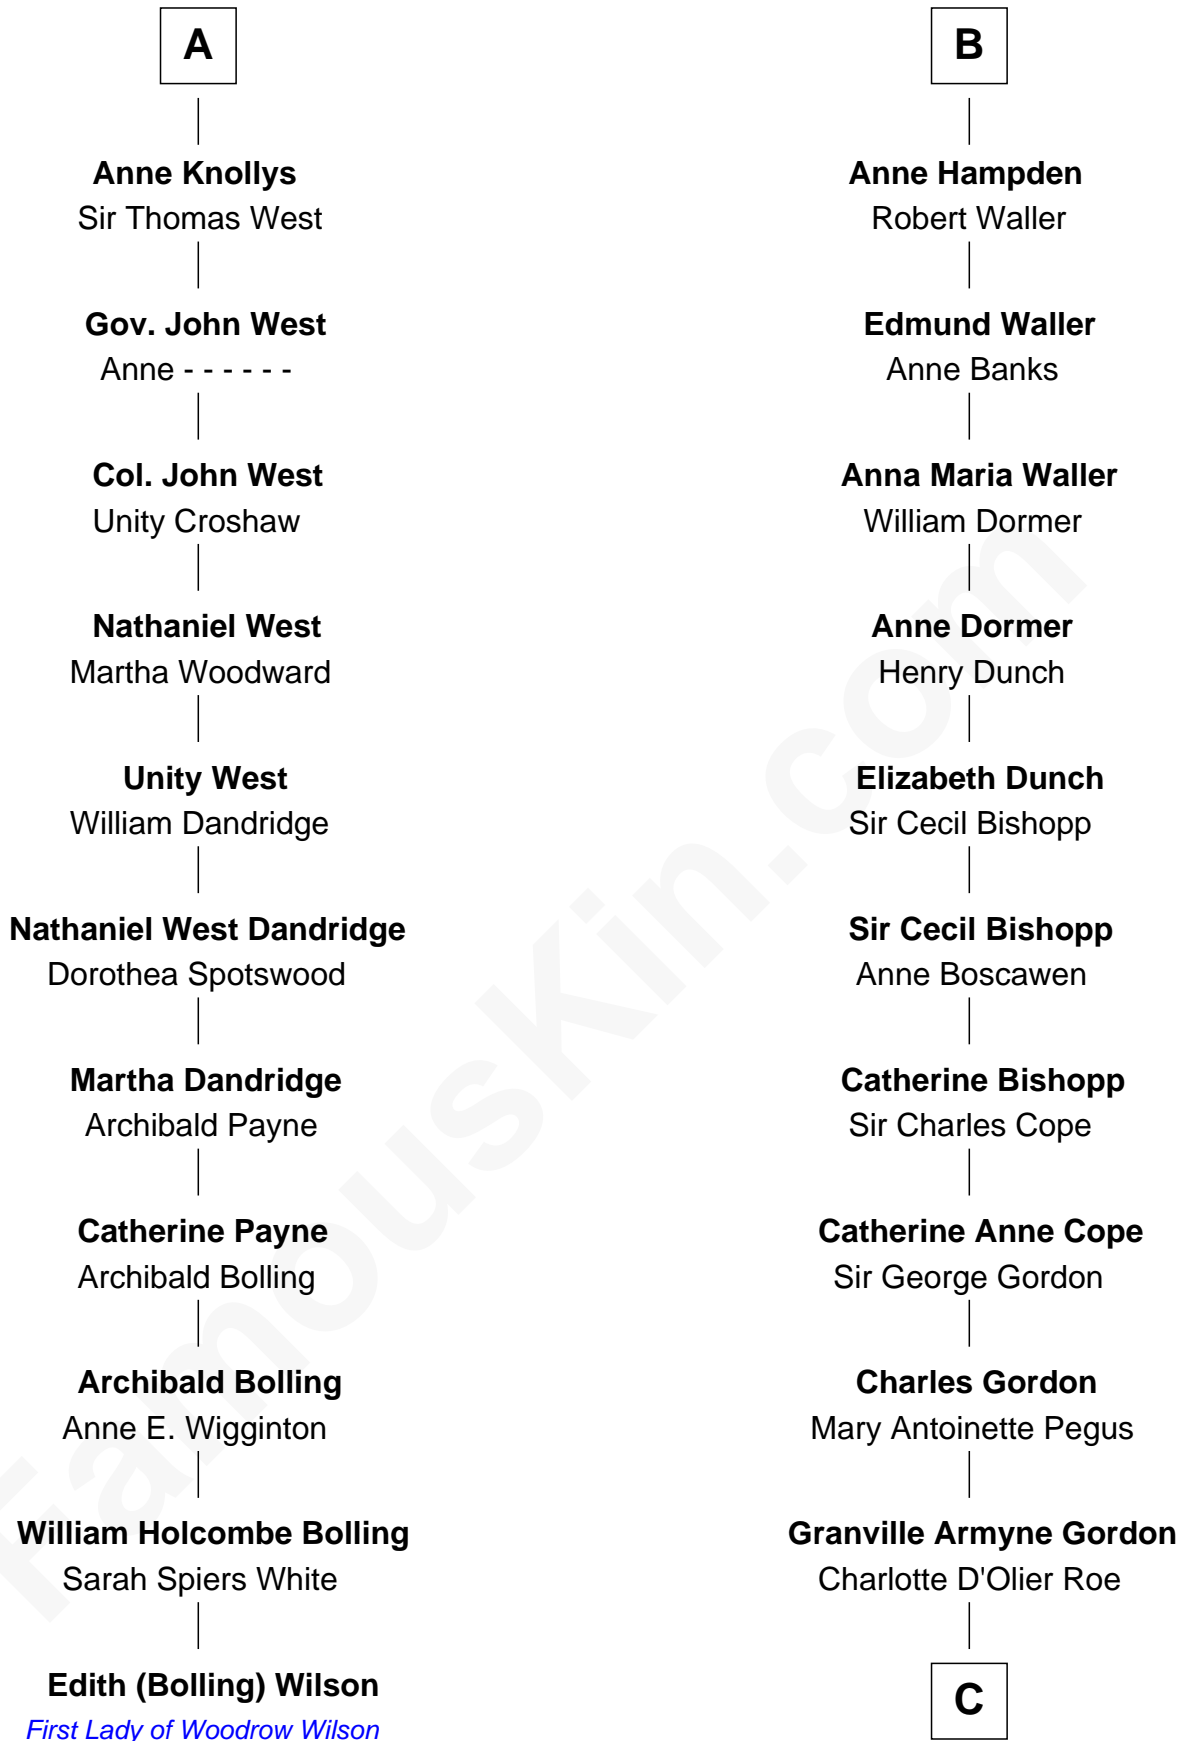 A
Anne Knollys
Sir Thomas West
Gov. John West
Anne - - - - - -
Col. John West
Unity Croshaw
Nathaniel West
Martha Woodward
Unity West
William Dandridge
Nathaniel West Dandridge
Dorothea Spotswood
Martha Dandridge
Archibald Payne
Catherine Payne
Archibald Bolling
Archibald Bolling
Anne E. Wigginton
William Holcombe Bolling
Sarah Spiers White
Edith (Bolling) Wilson
First Lady of Woodrow Wilson
B
Anne Hampden
Robert Waller
Edmund Waller
Anne Banks
Anna Maria Waller
William Dormer
Anne Dormer
Henry Dunch
Elizabeth Dunch
Sir Cecil Bishopp
Sir Cecil Bishopp
Anne Boscawen
Catherine Bishopp
Sir Charles Cope
Catherine Anne Cope
Sir George Gordon
Charles Gordon
Mary Antoinette Pegus
Granville Armyne Gordon
Charlotte D'Olier Roe
C
FamousKin.com